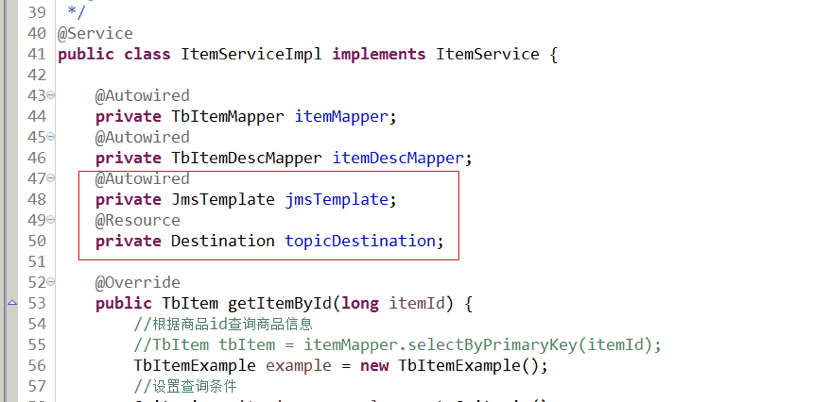 39 */
40 @Service
41 public class ItemServiceImpl implements ItemService {
42
43 @Autowired
44 private TbItemMapper itemMapper;
45 @Autowired
46 private TbItemDescMapper itemDescMapper;
47 @Autowired
48 private JmsTemplate jmsTemplate;
49 @Resource
50 private Destination topicDestination;
51
52 @Override
53 public TbItem getItemById(long itemId) {
54 //根据商品id查询商品信息
55 //TbItem tbItem = itemMapper.selectByPrimaryKey(itemId);
56 TbItemExample example = new TbItemExample();
57 //设置查询条件